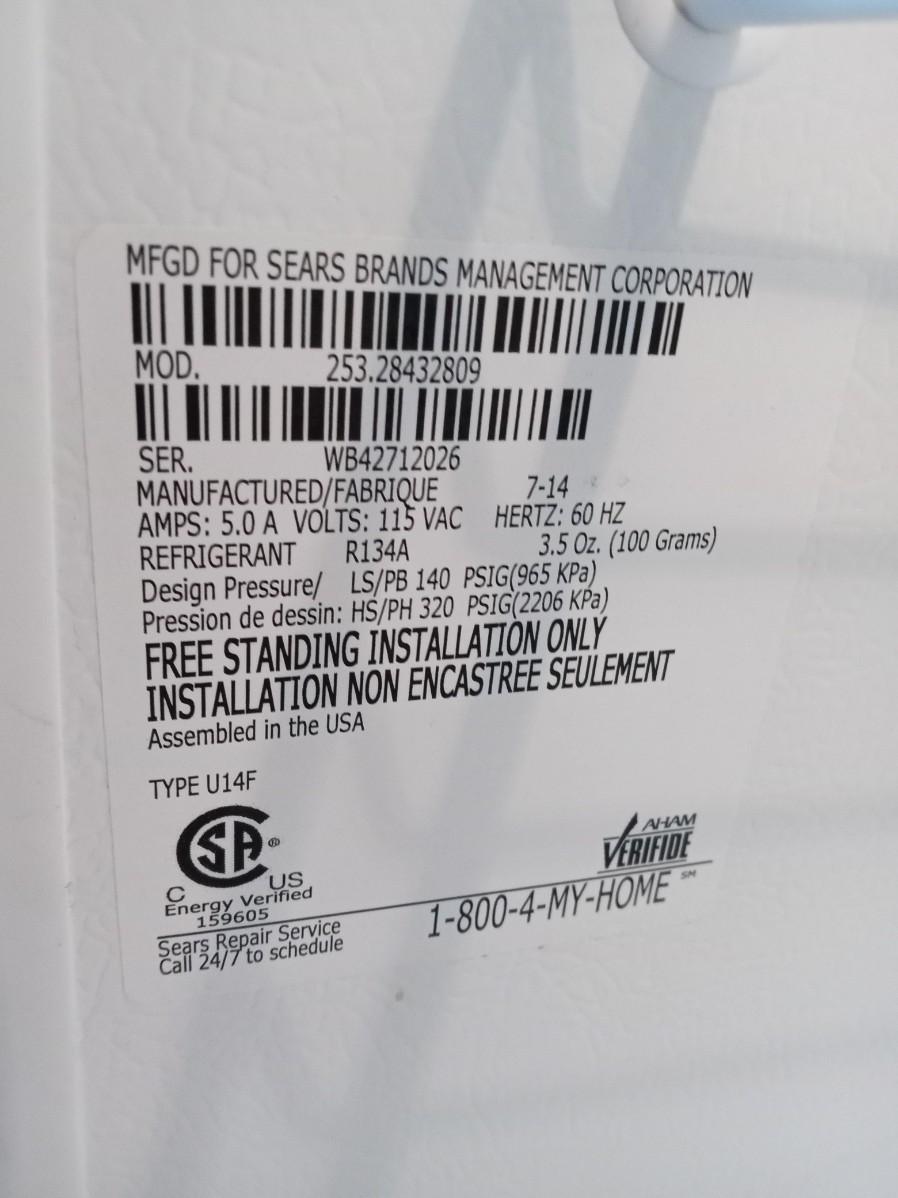 MFGD FOR SEARS BRANDS MANAGEMENT CORPORATION
MOD. 253.28432809
SER. WB42712026
MANUFACTURED/FABRIQUE 7-14
AMPS: 5.0 A VOLTS: 115 VAC HERTZ: 60 HZ
REFRIGERANT R134A 3.5 Oz. (100 Grams)
Design Pressure/ LS/PB 140 PSIG(965 KPa)
Pression de dessin: HS/PH 320 PSIG(2206 KPa)
FREE STANDING INSTALLATION ONLY
INSTALLATION NON ENCASTREE SEULEMENT
Assembled in the USA
TYPE U14F
CSA ®
C US
Energy Verified
159605
AHAM
VERIFIDE
Sears Repair Service
Call 24/7 to schedule
1-800-4-MY-HOME SM